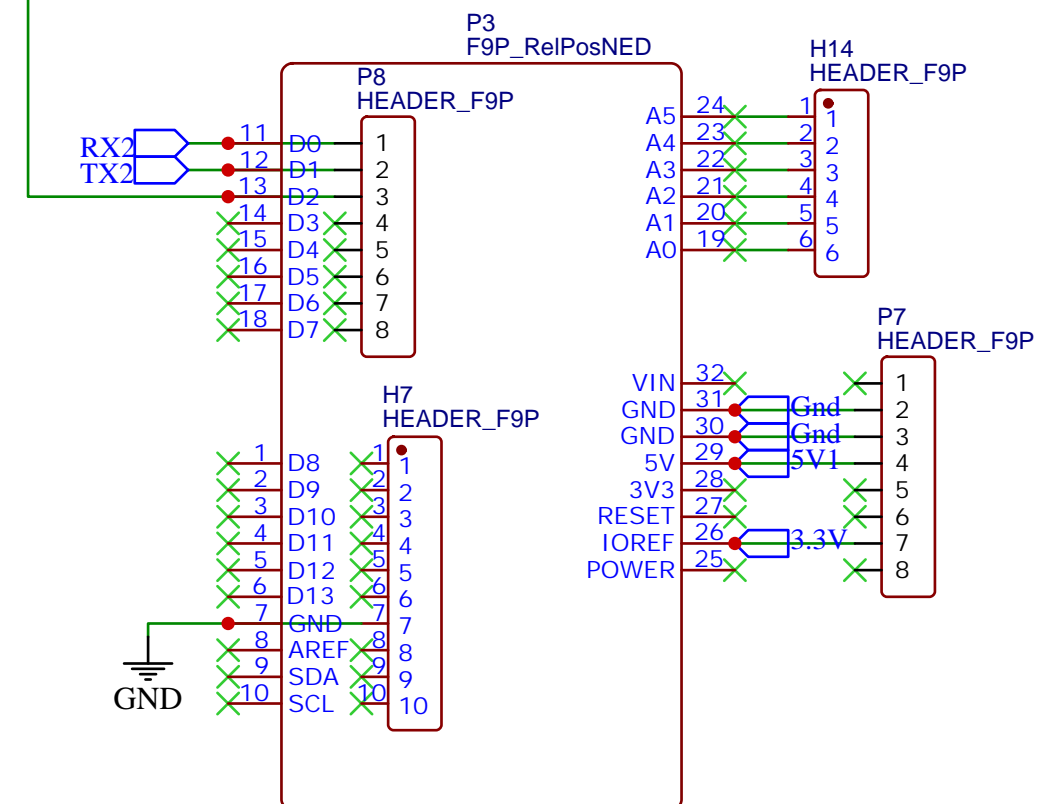 P3
F9P_RelPosNED
P8
HEADER_F9P
H14
HEADER_F9P
RX2 11 D0 1
TX2 12 D1 2
13 D2 3
14 D3 4
15 D4 5
16 D5 6
17 D6 7
18 D7 8
A5 24 1 1
A4 23 2 2
A3 22 3 3
A2 21 4 4
A1 20 5 5
A0 19 6 6
P7
HEADER_F9P
VIN 32 1
GND 31 Gnd 2
GND 30 Gnd 3
5V 29 5V1 4
3V3 28 5
RESET 27 6
IOREF 26 3.3V 7
POWER 25 8
H7
HEADER_F9P
1 D8 1 1
2 D9 2 2
3 D10 3 3
4 D11 4 4
5 D12 5 5
6 D13 6 6
7 GND 7 7
8 AREF 8 8
9 SDA 9 9
10 SCL 10 10
GND